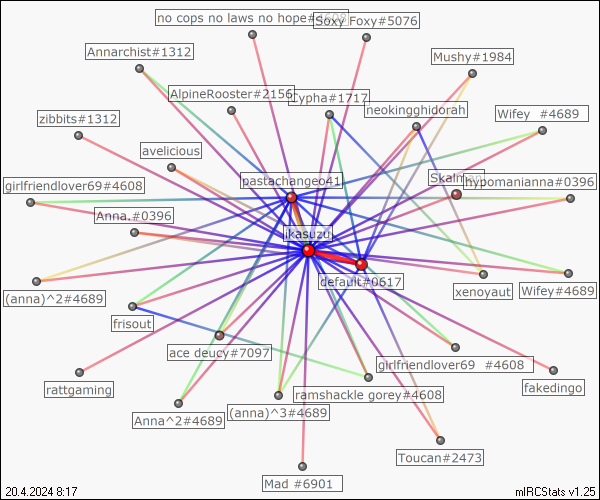 no cops no laws no hope#4608
Soxy Foxy#5076
Annarchist#1312
Mushy#1984
AlpineRooster#2156
Cypha#1717
neokingghidorah
Wifey #4689
zibbits#1312
avelicious
pastachangeo41
girlfriendlover69#4608
hypomanianna#0396
Anna.#0396
ikasuzu
default#0617
(anna)^2#4689
xenoyaut
Wifey#4689
frisout
ace deucy#7097
girlfriendlover69 #4608
rattgaming
fakedingo
ramshackle gorey#4608
(anna)^3#4689
Anna^2#4689
Toucan#2473
Mad #6901
20.4.2024 8:17
mIRCStats v1.25